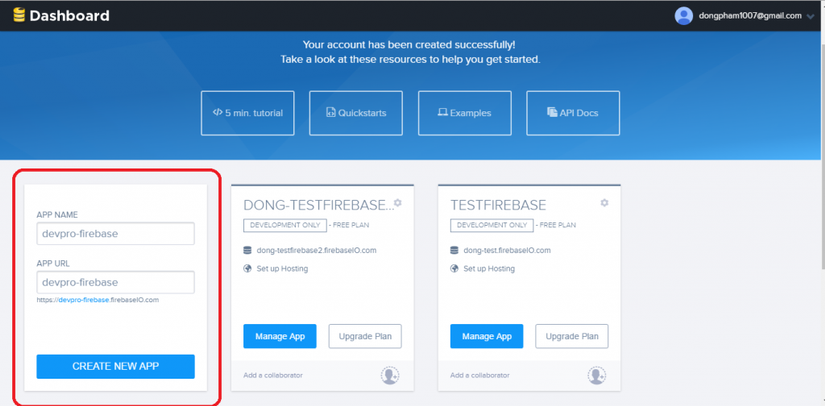 Dashboard
dongpham1007@gmail.com
Your account has been created successfully!
Take a look at these resources to help you get started.
5 min. tutorial
Quickstarts
Examples
API Docs
APP NAME
devpro-firebase
APP URL
devpro-firebase
https://devpro-firebase.firebaseIO.com
CREATE NEW APP
DONG-TESTFIREBASE...
DEVELOPMENT ONLY - FREE PLAN
dong-testfirebase2.firebaseIO.com
Set up Hosting
Manage App
Upgrade Plan
Add a collaborator
TESTFIREBASE
DEVELOPMENT ONLY - FREE PLAN
dong-test.firebaseIO.com
Set up Hosting
Manage App
Upgrade Plan
Add a collaborator